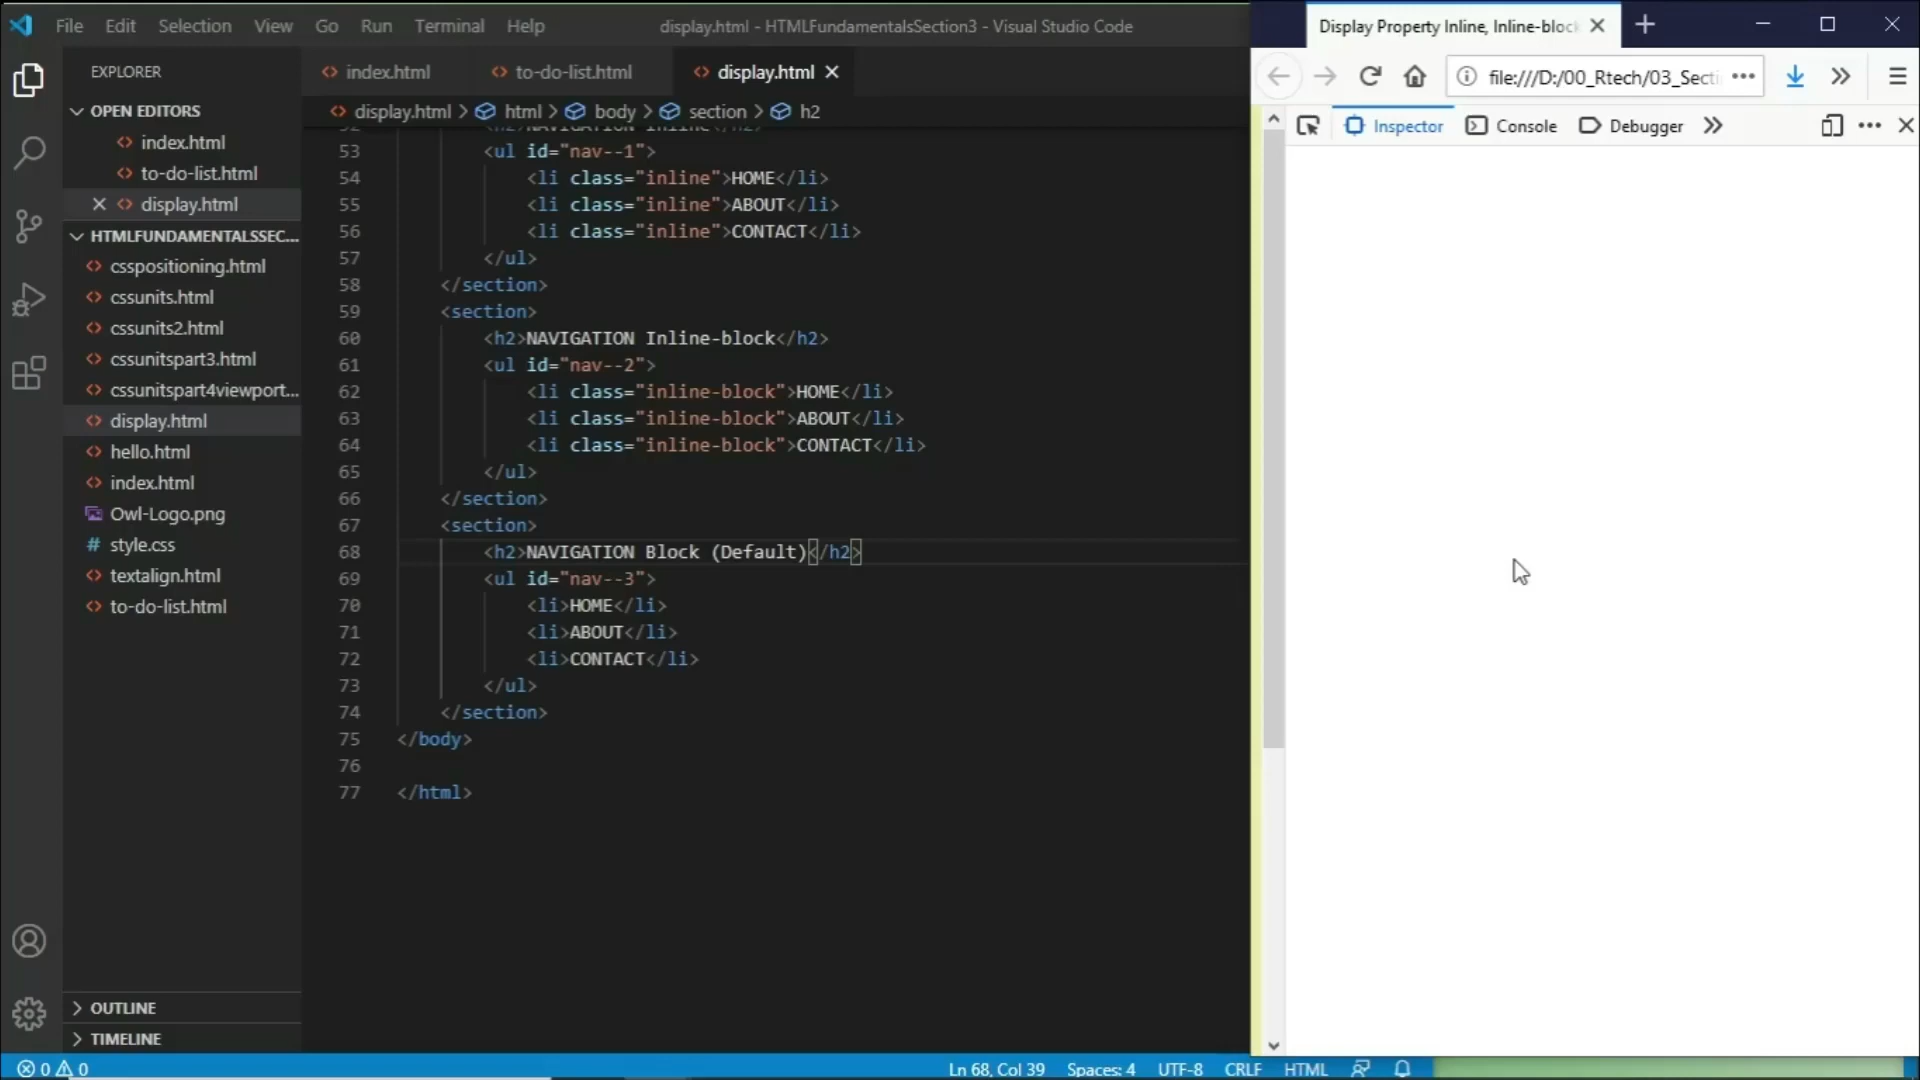 File Edit Selection View Go Run Terminal Help
display.html - HTMLFundamentalsSection3 - Visual Studio Code
EXPLORER
OPEN EDITORS
index.html
to-do-list.html
display.html
HTMLFUNDAMENTALSSEC...
csspositioning.html
cssunits.html
cssunits2.html
cssunitspart3.html
cssunitspart4viewport...
display.html
hello.html
index.html
Owl-Logo.png
# style.css
textalign.html
to-do-list.html
OUTLINE
TIMELINE
index.html to-do-list.html display.html
display.html > html > body > section > h2
53 <ul id="nav--1">
54 <li class="inline">HOME</li>
55 <li class="inline">ABOUT</li>
56 <li class="inline">CONTACT</li>
57 </ul>
58 </section>
59 <section>
60 <h2>NAVIGATION Inline-block</h2>
61 <ul id="nav--2">
62 <li class="inline-block">HOME</li>
63 <li class="inline-block">ABOUT</li>
64 <li class="inline-block">CONTACT</li>
65 </ul>
66 </section>
67 <section>
68 <h2>NAVIGATION Block (Default)</h2>
69 <ul id="nav--3">
70 <li>HOME</li>
71 <li>ABOUT</li>
72 <li>CONTACT</li>
73 </ul>
74 </section>
75 </body>
76
77 </html>
0 0
Ln 68, Col 39 Spaces: 4 UTF-8 CRLF HTML
Display Property Inline, Inline-block
file:///D:/00_Rtech/03_Secti
Inspector Console Debugger